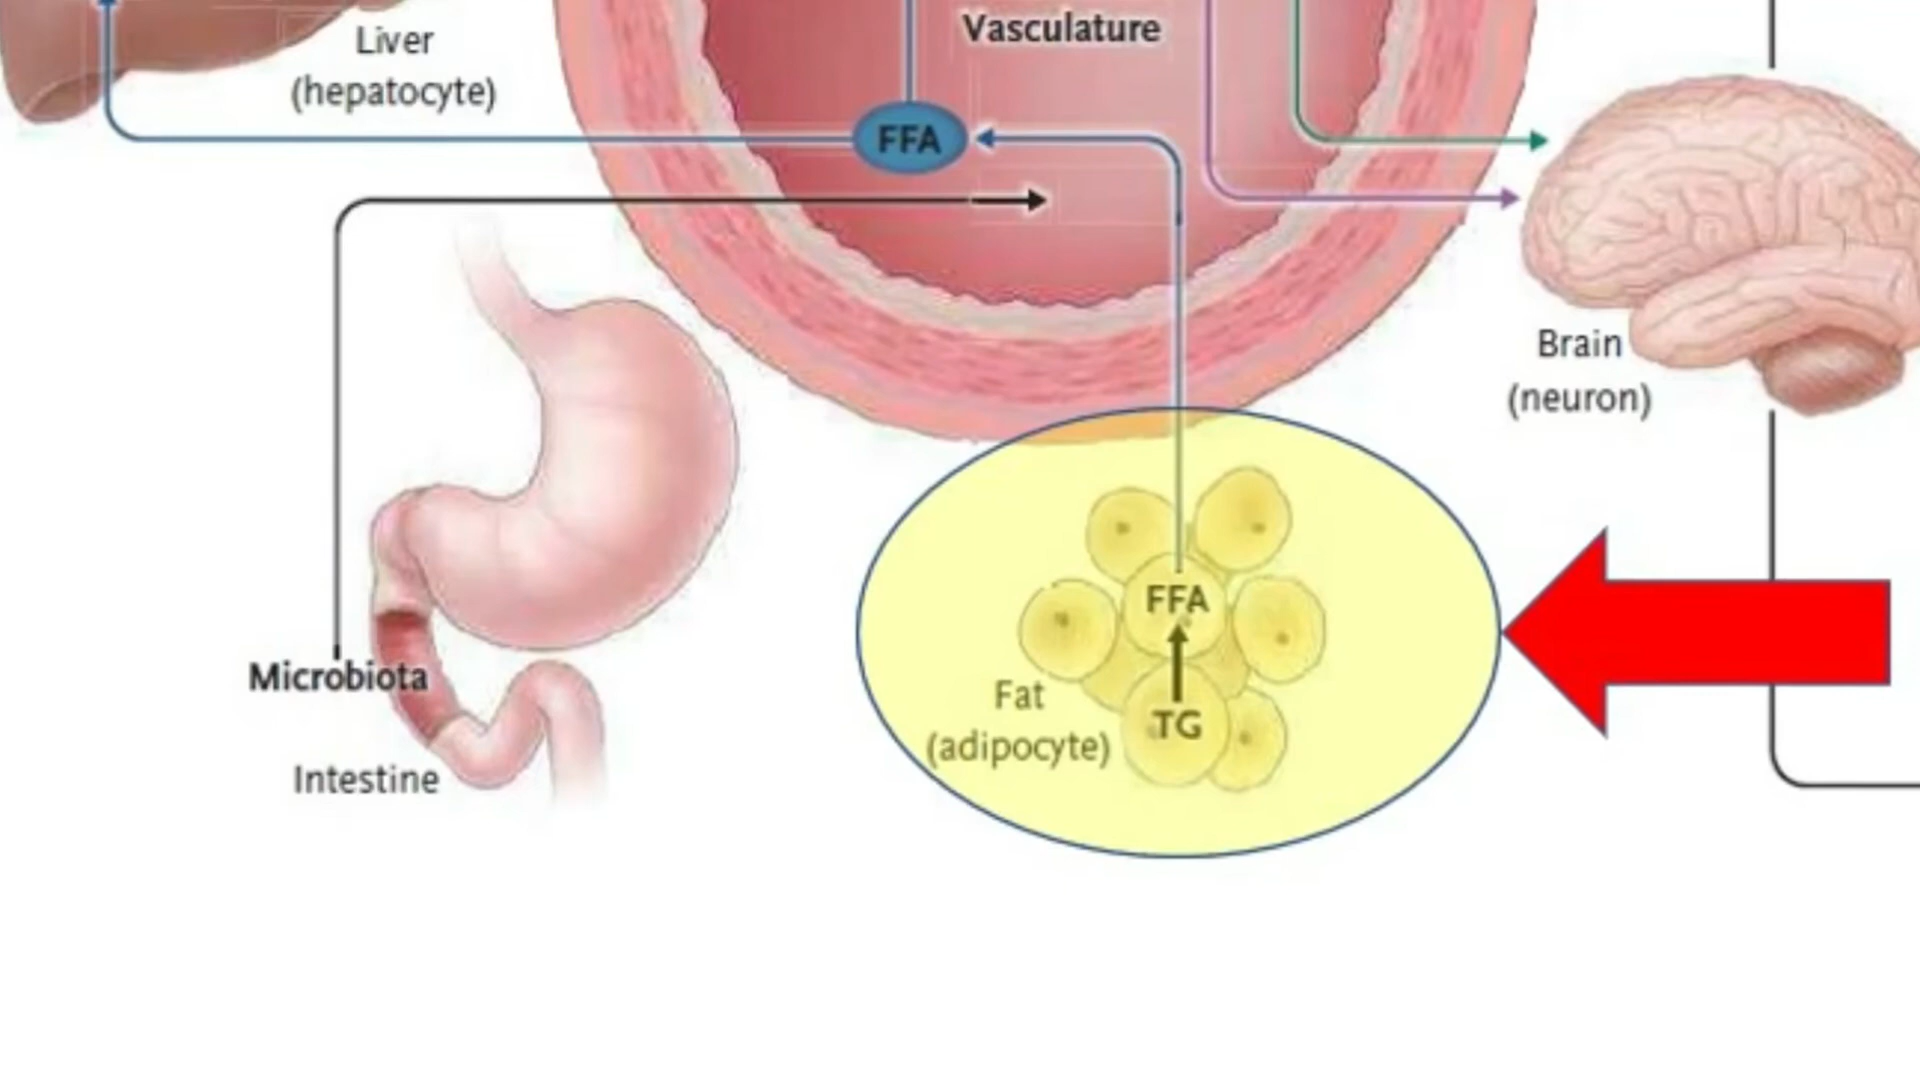 Liver
(hepatocyte)
Vasculature
FFA
Brain
(neuron)
Microbiota
Intestine
FFA
Fat
(adipocyte)
TG